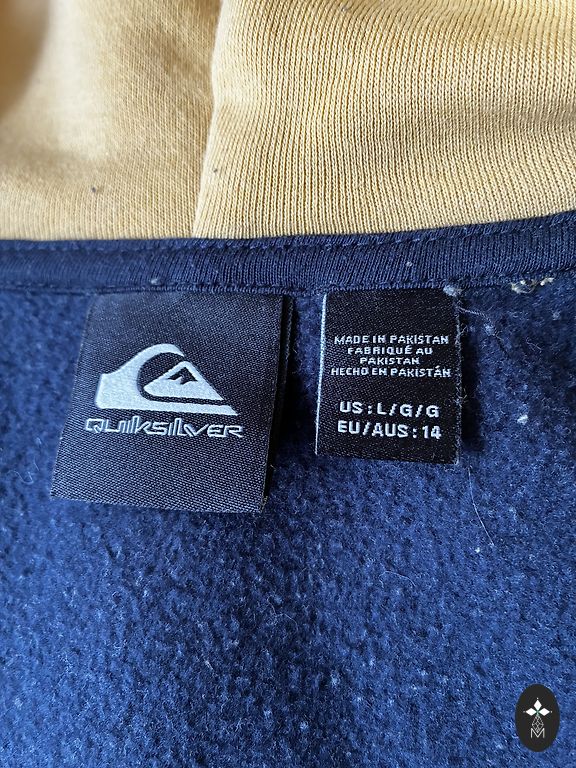 QUIKSILVER
MADE IN PAKISTAN
FABRIQUÉ AU
PAKISTAN
HECHO EN PAKISTÁN
US : L/G/G
EU/AUS : 14
M